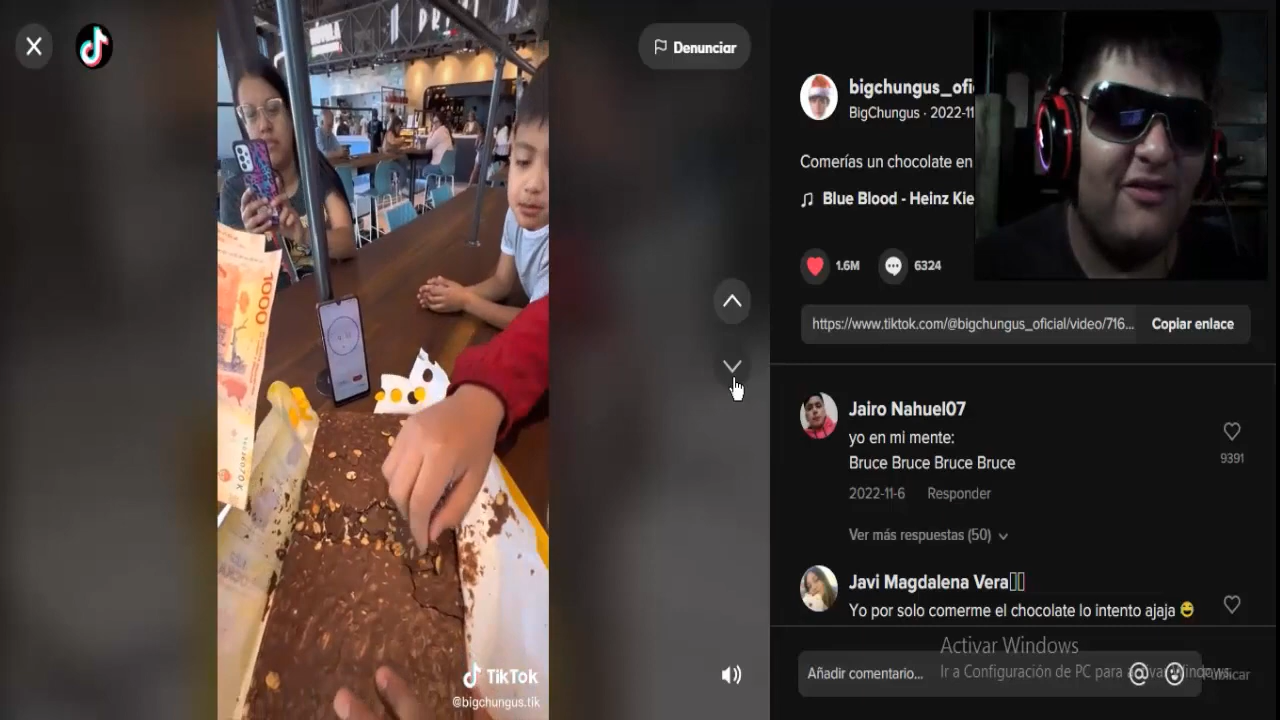 Denunciar
bigchungus_ofi
BigChungus · 2022-11
Comerías un chocolate en
Blue Blood - Heinz Kie
1.6M
6324
https://www.tiktok.com/@bigchungus_oficial/video/716...
Copiar enlace
1000
Jairo Nahuel07
yo en mi mente:
Bruce Bruce Bruce Bruce
9391
2022-11-6
Responder
Ver más respuestas (50)
Javi Magdalena Vera
Yo por solo comerme el chocolate lo intento ajaja 😅
Activar Windows
Ir a Configuración de PC para activar Windows.
Añadir comentario...
Publicar
TikTok
@bigchungus.tik